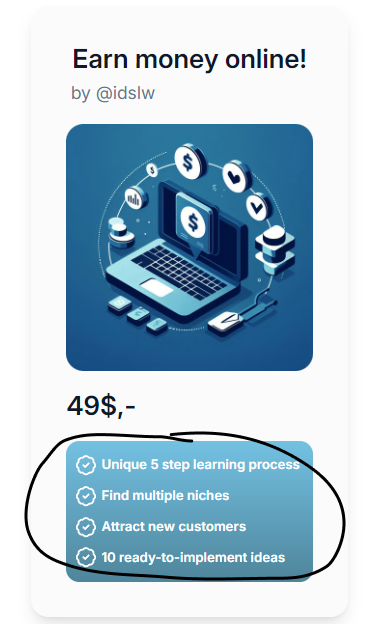 Earn money online!
by @idslw
$
$
$
49$,-
Unique 5 step learning process
Find multiple niches
Attract new customers
10 ready-to-implement ideas